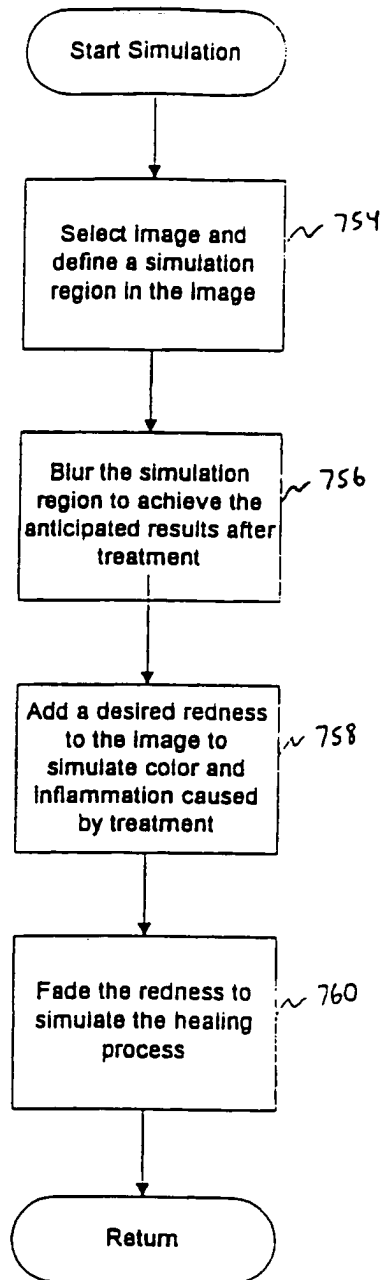 Start Simulation
Select image and
define a simulation
region in the image
754
Blur the simulation
region to achieve the
anticipated results after
treatment
756
Add a desired redness
to the image to
simulate color and
inflammation caused
by treatment
758
Fade the redness to
simulate the healing
process
760
Return